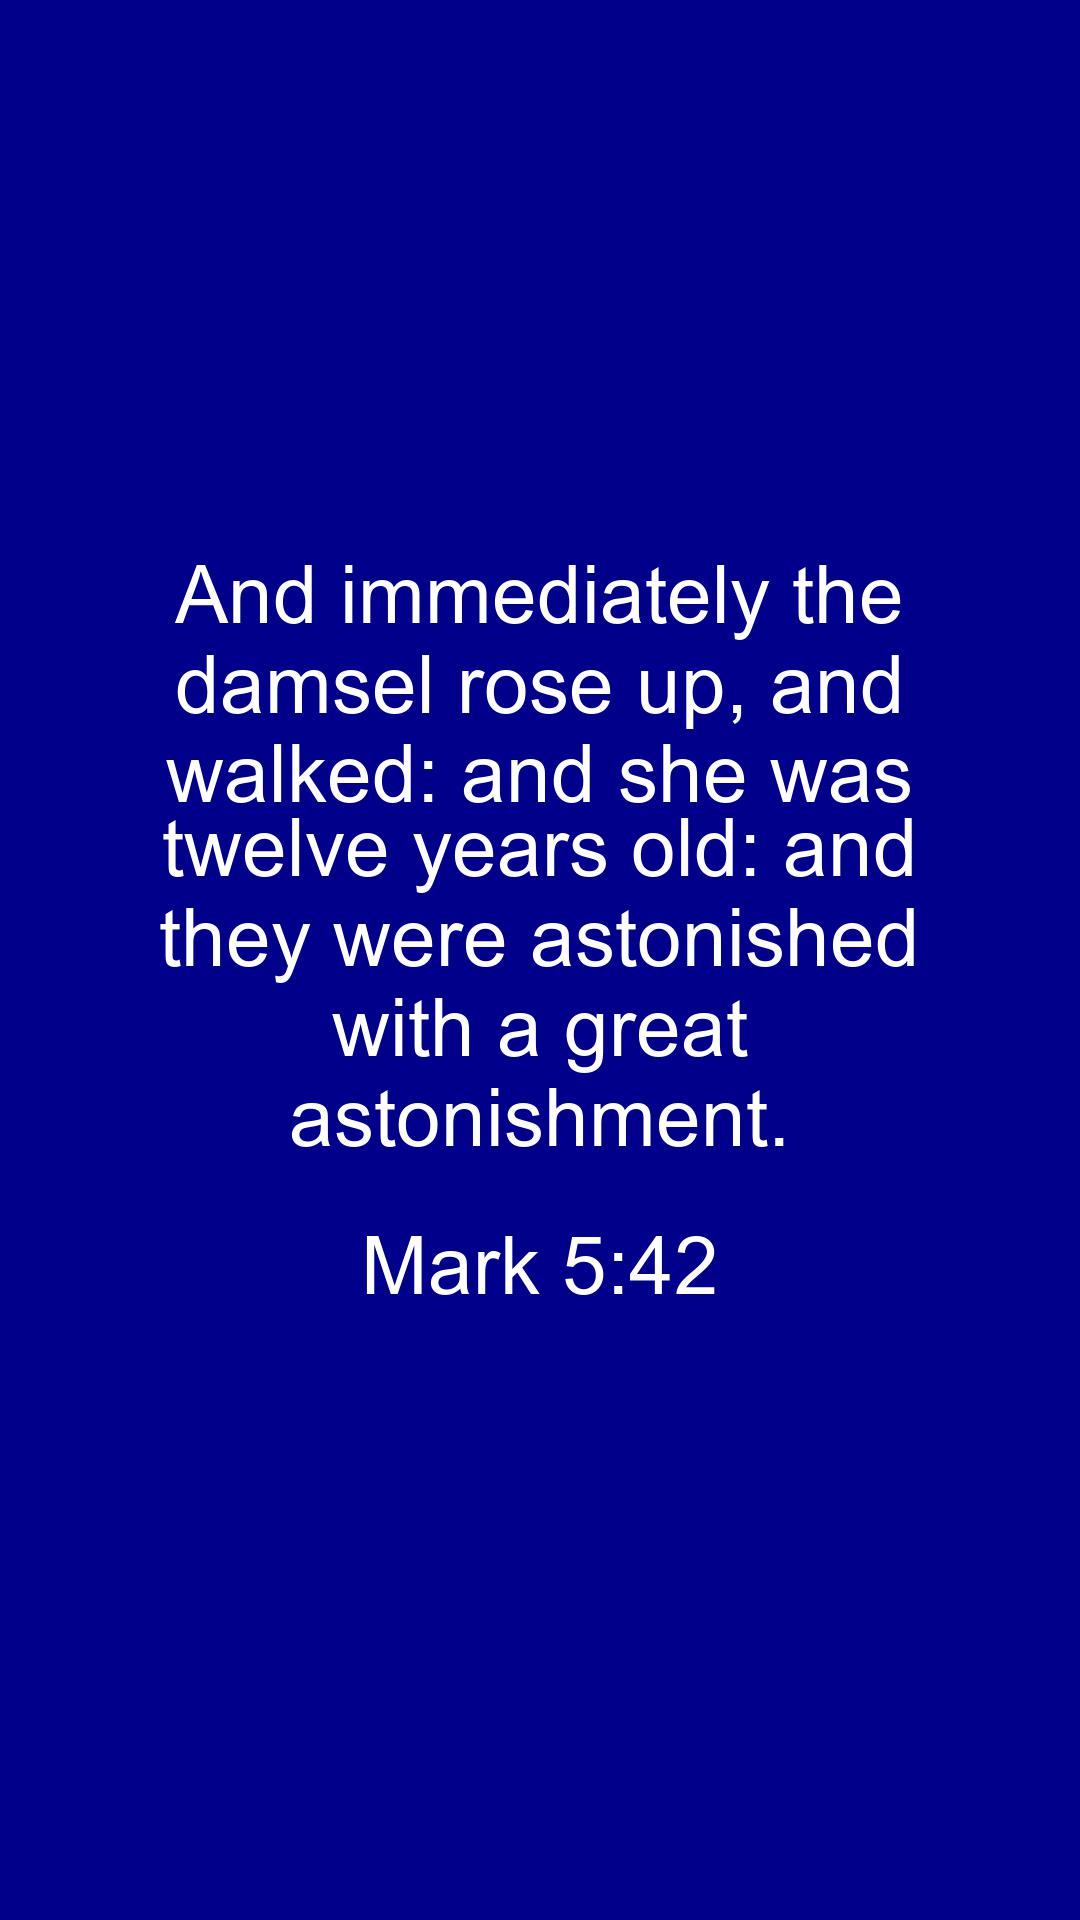 And immediately the
damsel rose up, and
walked: and she was
twelve years old: and
they were astonished
with a great
astonishment.
Mark 5:42